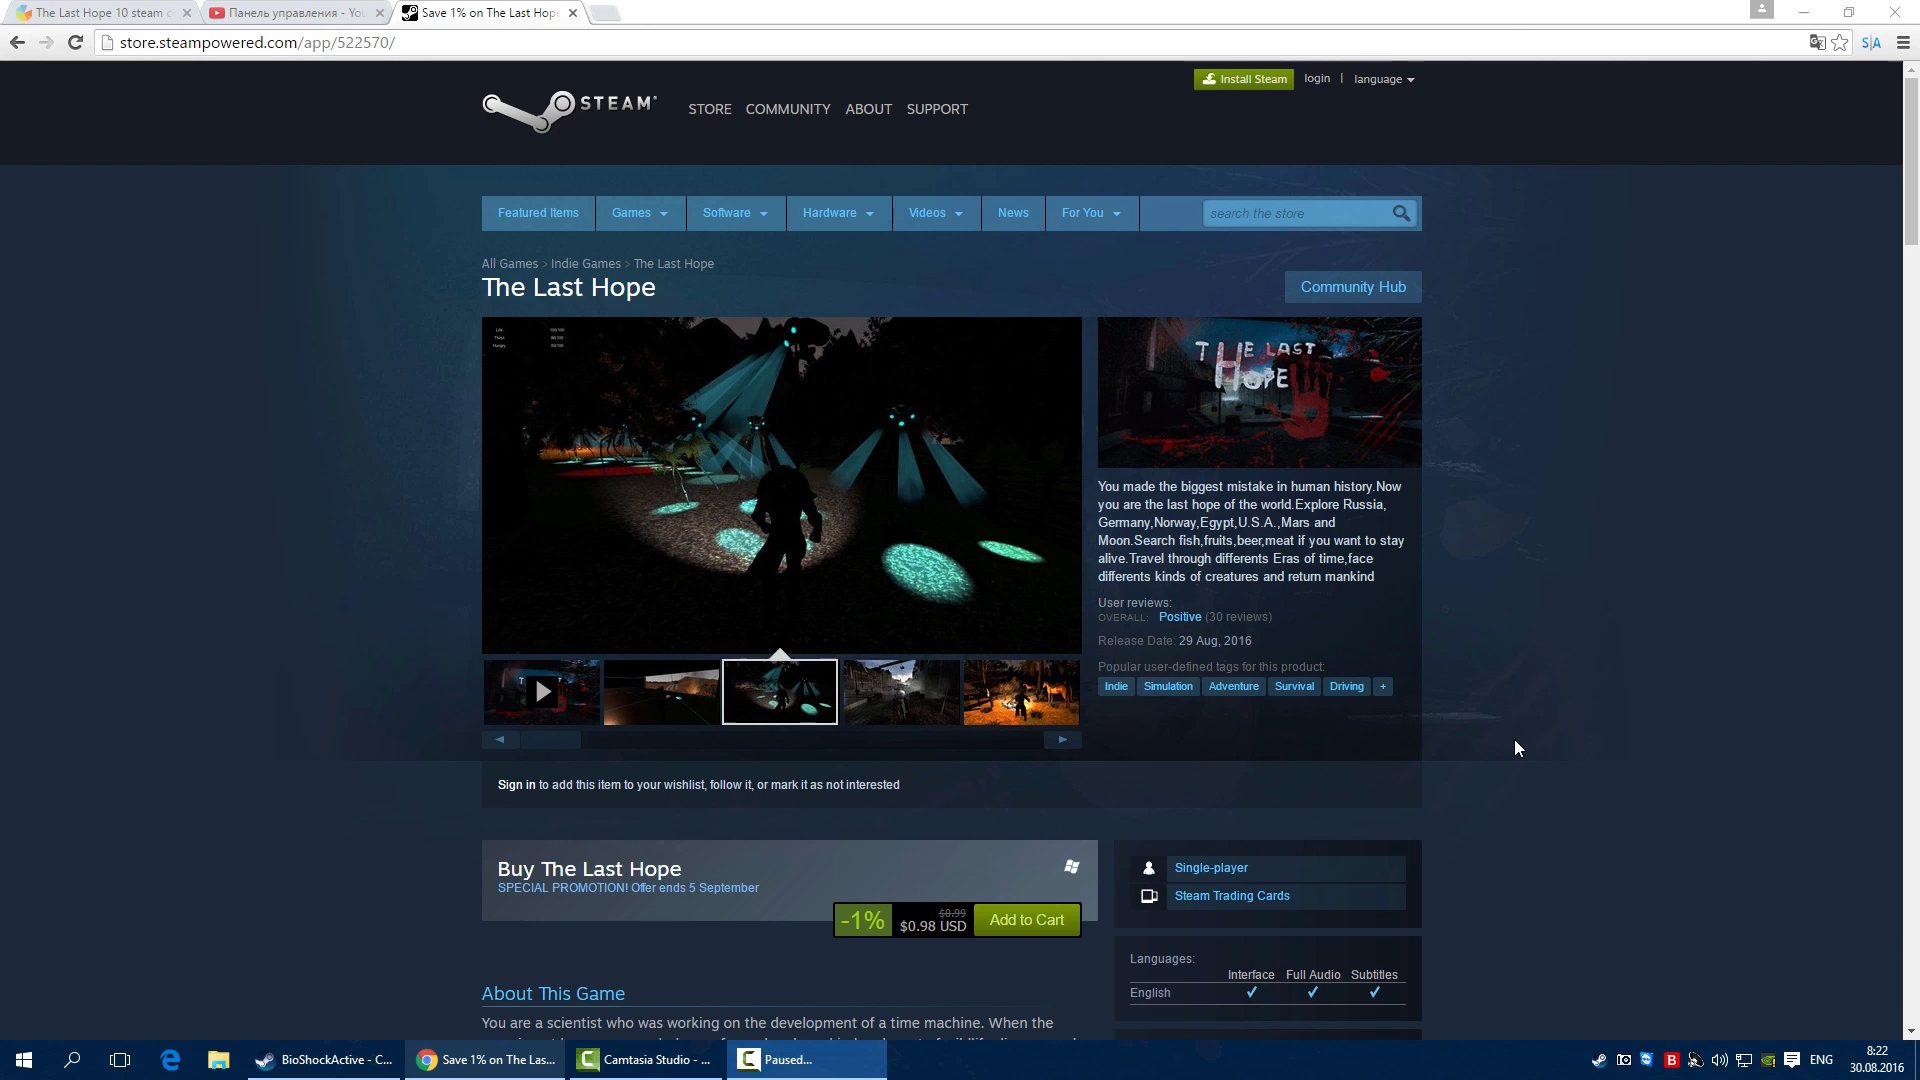 The Last Hope 10 steam c
Панель управления - You
Save 1% on The Last Hope
store.steampowered.com/app/522570/
S|A
Install Steam
login | language
STEAM
STORE COMMUNITY ABOUT SUPPORT
Featured Items Games Software Hardware Videos News For You search the store
All Games > Indie Games > The Last Hope
The Last Hope
Community Hub
Life 100/100
Thirst
Hungry
THE LAST
HOPE
You made the biggest mistake in human history.Now
you are the last hope of the world.Explore Russia,
Germany,Norway,Egypt,U.S.A.,Mars and
Moon.Search fish,fruits,beer,meat if you want to stay
alive.Travel through differents Eras of time,face
differents kinds of creatures and return mankind
User reviews:
OVERALL: Positive (30 reviews)
Release Date: 29 Aug, 2016
Popular user-defined tags for this product:
Indie Simulation Adventure Survival Driving +
Sign in to add this item to your wishlist, follow it, or mark it as not interested
Buy The Last Hope
SPECIAL PROMOTION! Offer ends 5 September
-1% $0.99 $0.98 USD Add to Cart
Single-player
Steam Trading Cards
Languages:
Interface Full Audio Subtitles
English
About This Game
You are a scientist who was working on the development of a time machine. When the
BioShockActive - C...
Save 1% on The Las...
Camtasia Studio - ...
Paused...
ENG
8:22
30.08.2016